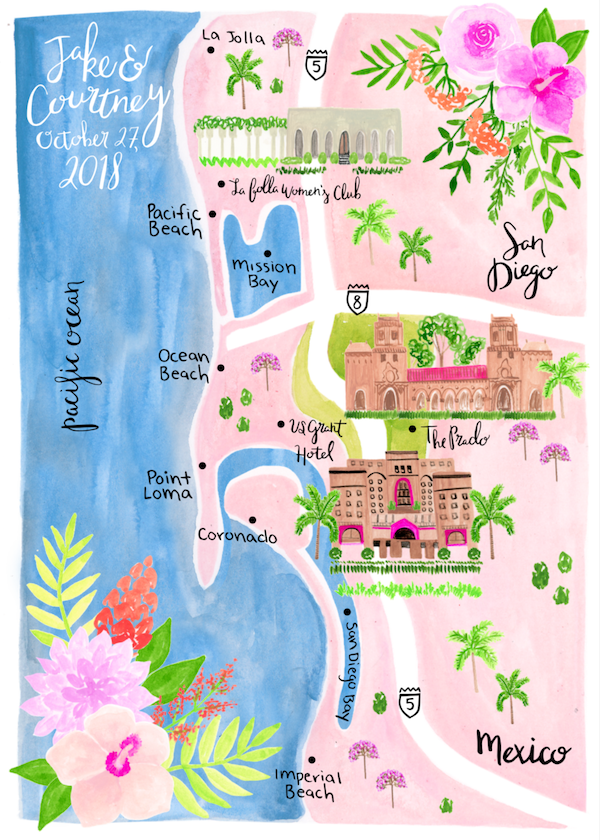 Jake &
Courtney
October 27,
2018
La Jolla
5
La Jolla Women's Club
Pacific
Beach
Mission
Bay
San
Diego
8
pacific ocean
Ocean
Beach
US Grant
Hotel
The Prado
Point
Loma
Coronado
San Diego Bay
5
Mexico
Imperial
Beach